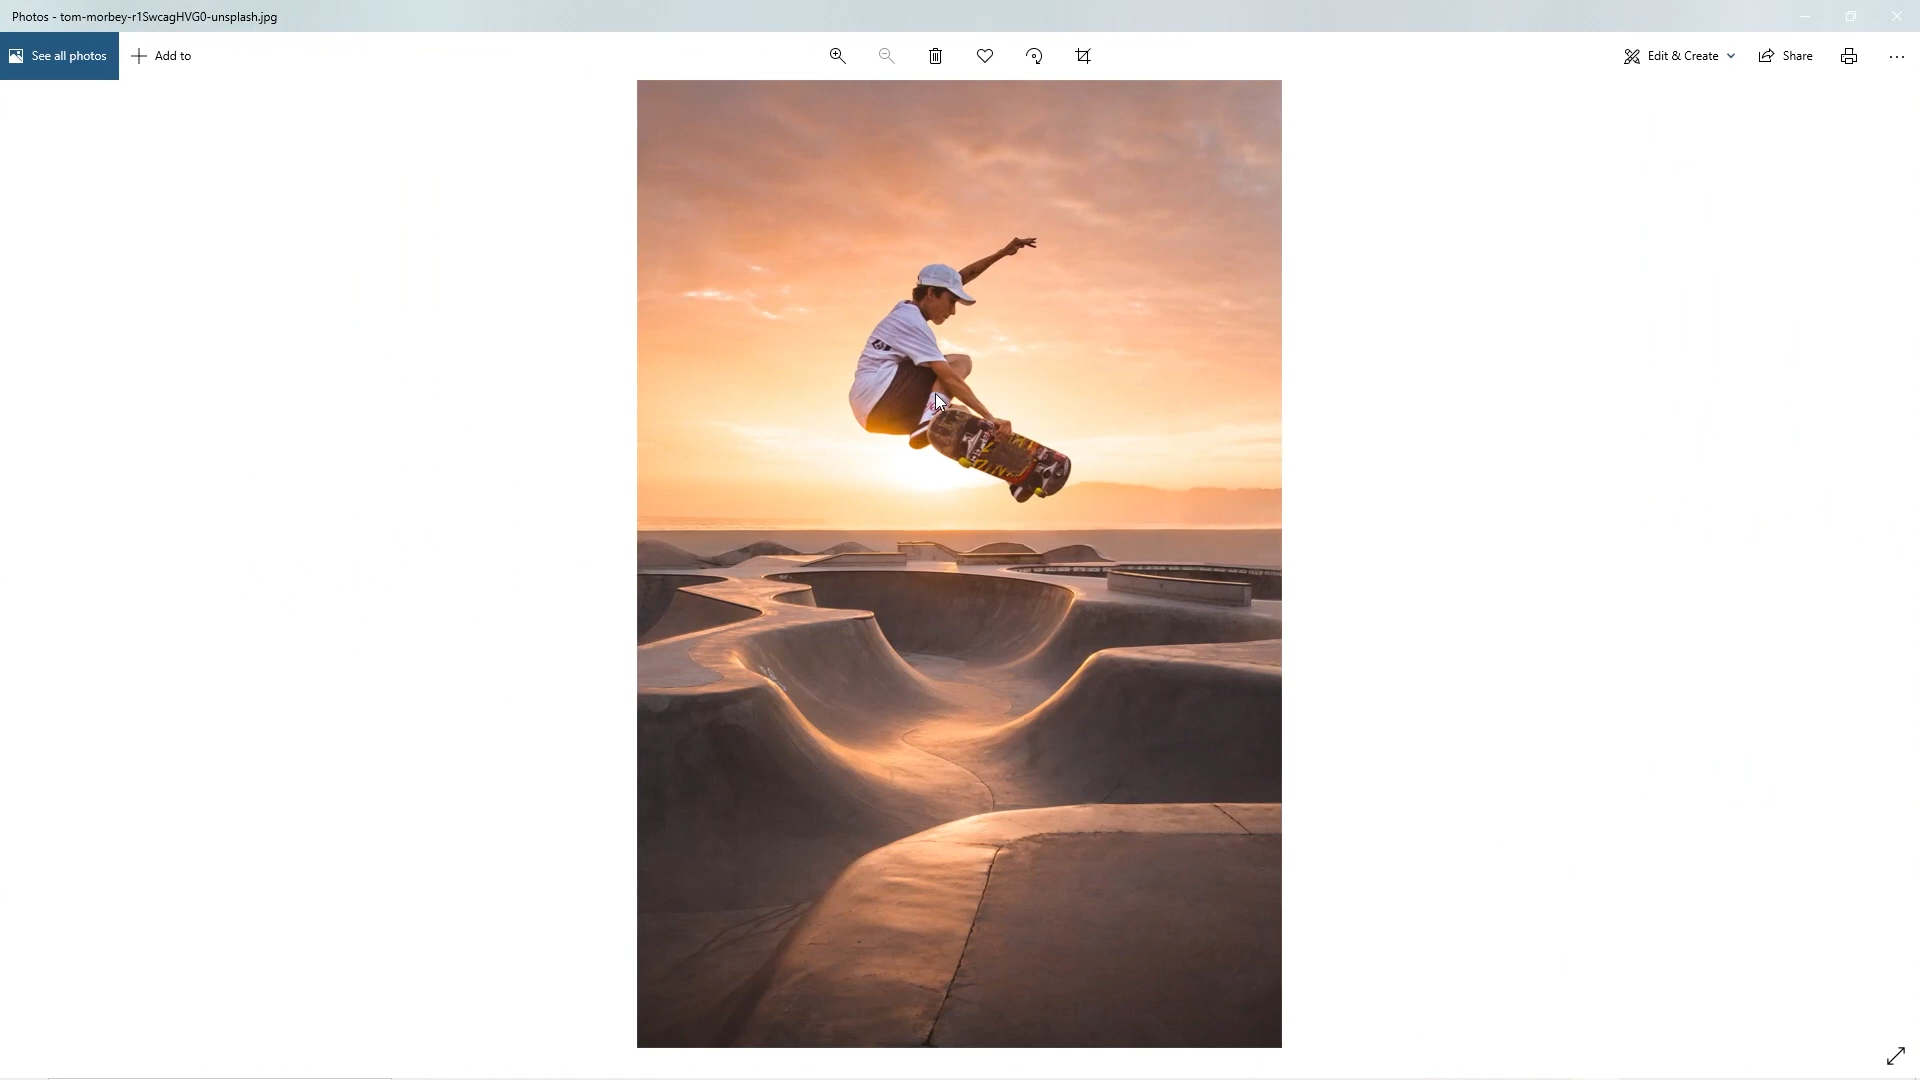 Photos - tom-morbey-r1SwcagHVG0-unsplash.jpg
See all photos
Add to
Edit & Create
Share